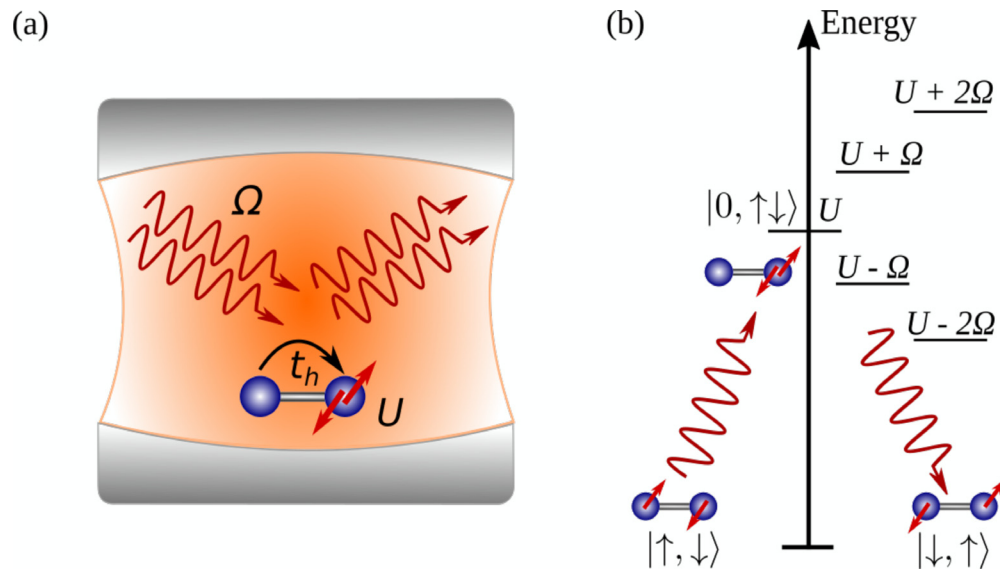 (a)
Ω
t_h
U
(b)
Energy
U + 2Ω
U + Ω
|0, ↑↓⟩
U
U - Ω
U - 2Ω
|↑, ↓⟩
|↓, ↑⟩